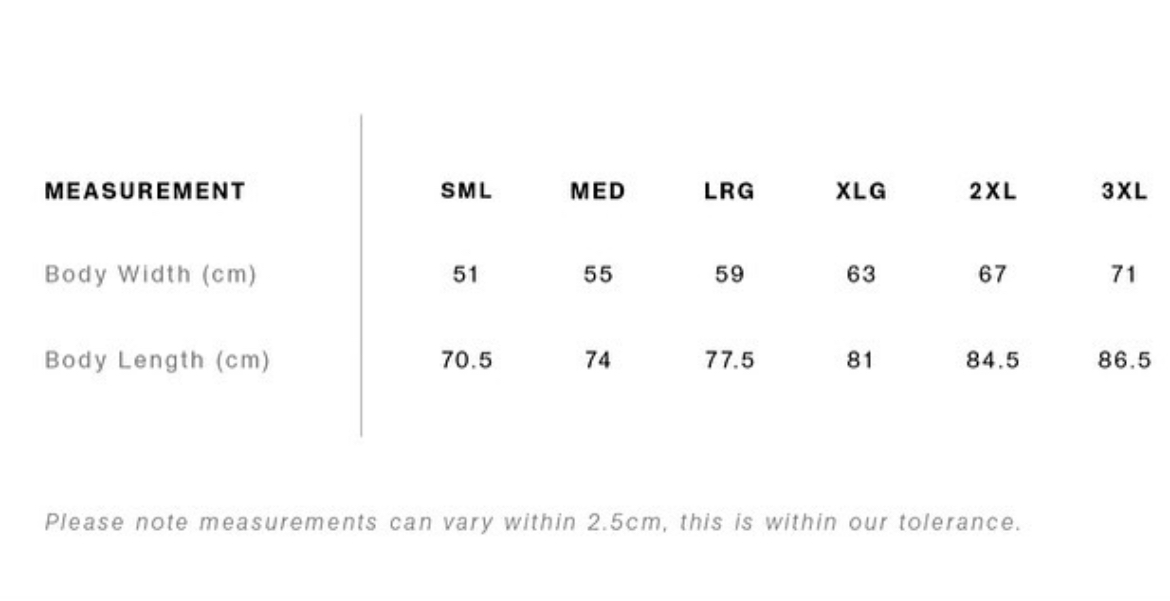 MEASUREMENT SML MED LRG XLG 2XL 3XL
Body Width (cm) 51 55 59 63 67 71
Body Length (cm) 70.5 74 77.5 81 84.5 86.5
Please note measurements can vary within 2.5cm, this is within our tolerance.